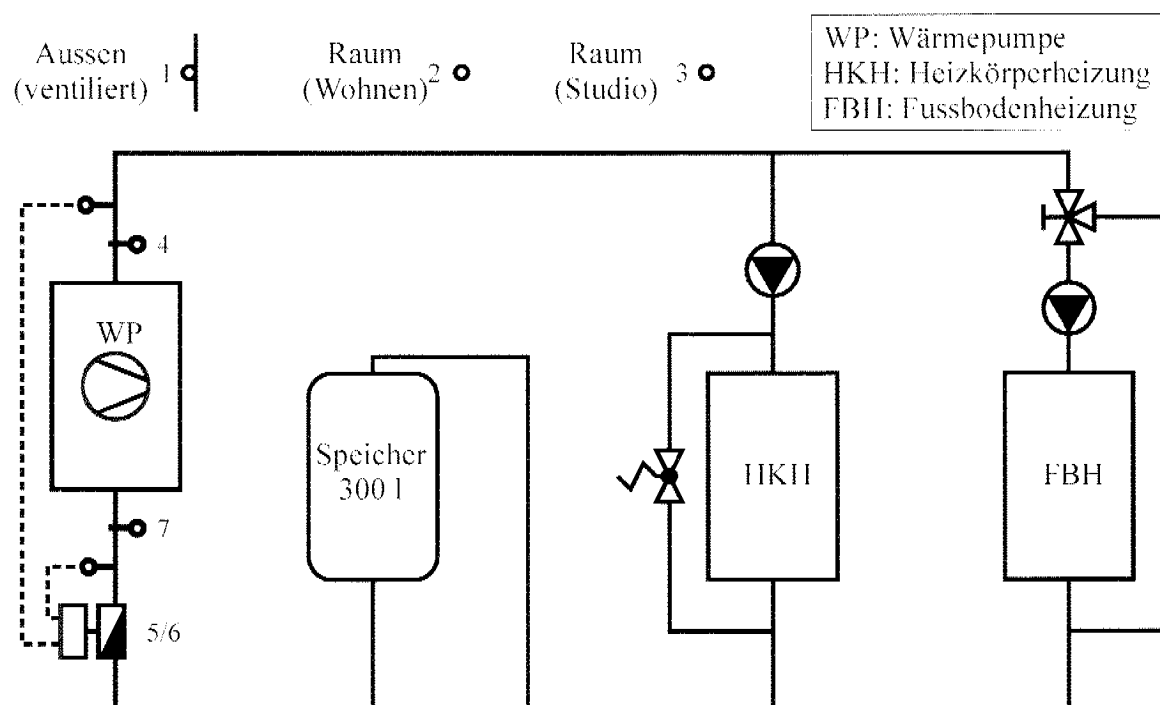 Aussen
(ventiliert) 1
Raum
(Wohnen) 2
Raum
(Studio) 3
WP: Wärmepumpe
HKH: Heizkörperheizung
FBH: Fussbodenheizung
4
WP
Speicher
300 l
HKH
FBH
7
5/6